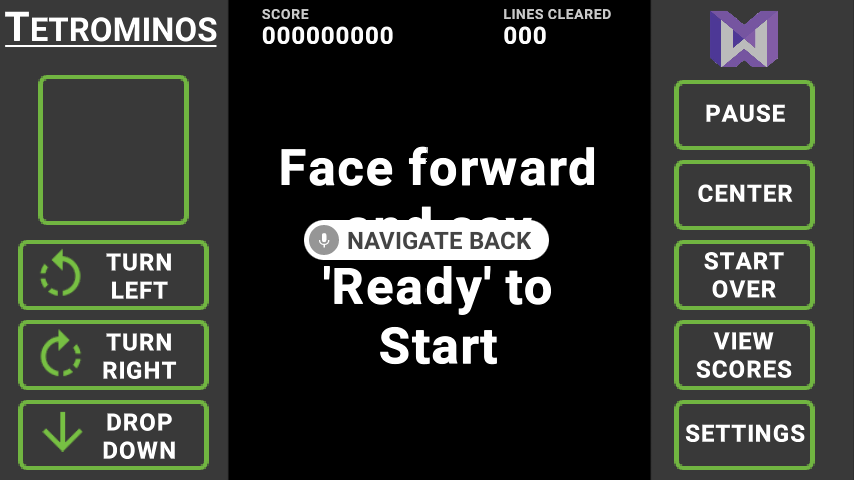 TETROMINOS
SCORE
000000000
LINES CLEARED
000
Face forward
NAVIGATE BACK
'Ready' to
Start
TURN
LEFT
TURN
RIGHT
DROP
DOWN
PAUSE
CENTER
START
OVER
VIEW
SCORES
SETTINGS